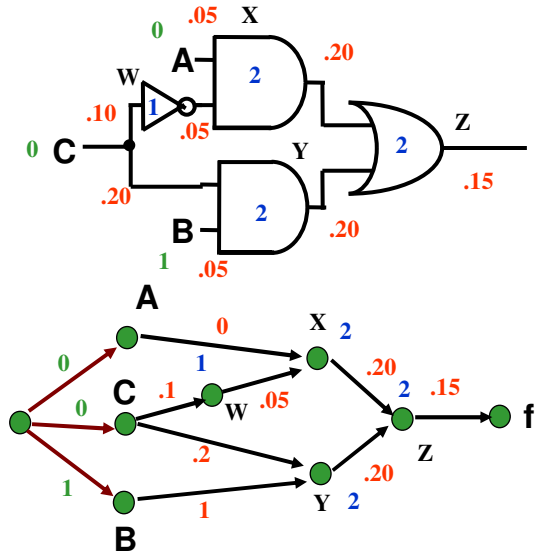 .05 X
0
A 2 .20
W
.10 1 .05 Z
0 C Y 2
.20 .15
2
B .20
1 .05
A
0 X 2
0 1 .20
0 C .1 2 .15
W .05 f
.2 Z
1 .20
1 Y 2
B